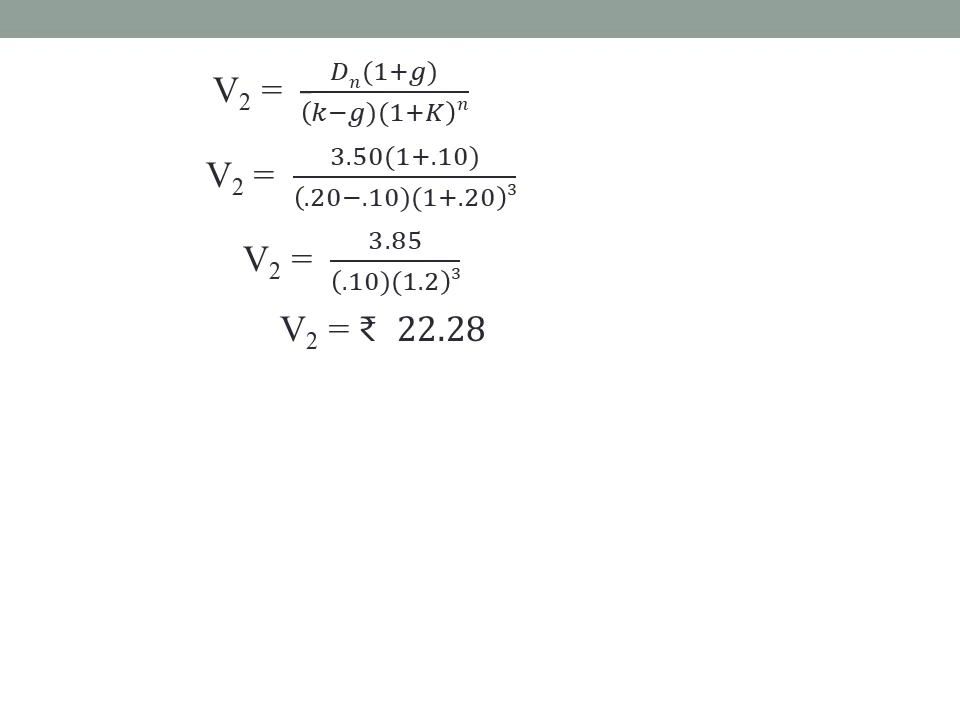 V₂ = 𝐷ₙ(1+𝑔) / (𝑘−𝑔)(1+𝐾)ⁿ
V₂ = 3.50(1+.10) / (.20−.10)(1+.20)³
V₂ = 3.85 / (.10)(1.2)³
V₂ = ₹ 22.28